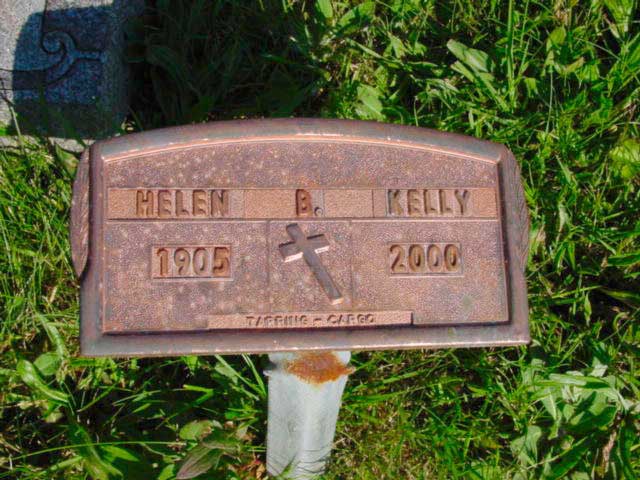 HELEN B. KELLY
1905 2000
TARRING - CARGO